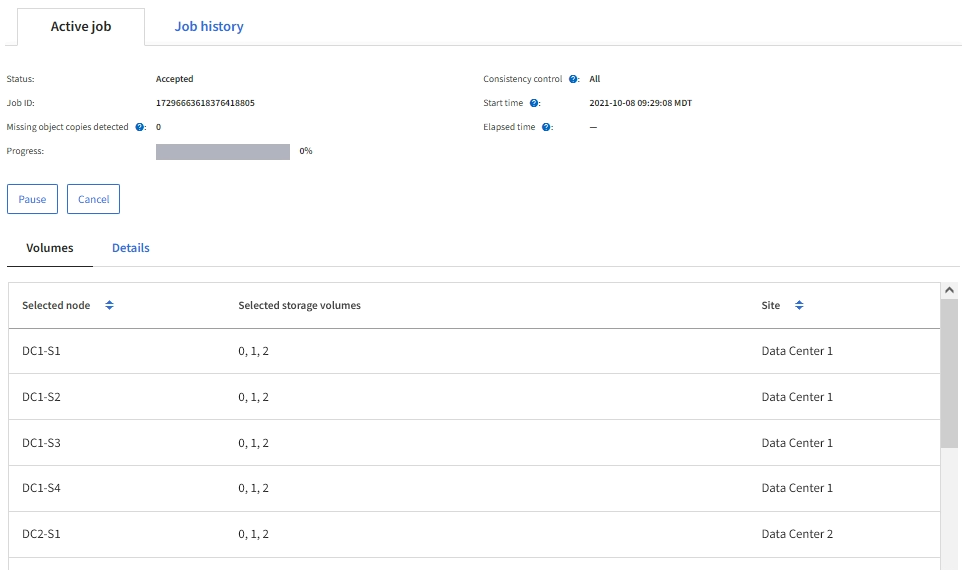 Active job Job history
Status: Accepted Consistency control ?: All
Job ID: 17296663618376418805 Start time ?: 2021-10-08 09:29:08 MDT
Missing object copies detected ?: 0 Elapsed time ?: —
Progress: 0%
Pause Cancel
Volumes Details
Selected node Selected storage volumes Site
DC1-S1 0, 1, 2 Data Center 1
DC1-S2 0, 1, 2 Data Center 1
DC1-S3 0, 1, 2 Data Center 1
DC1-S4 0, 1, 2 Data Center 1
DC2-S1 0, 1, 2 Data Center 2